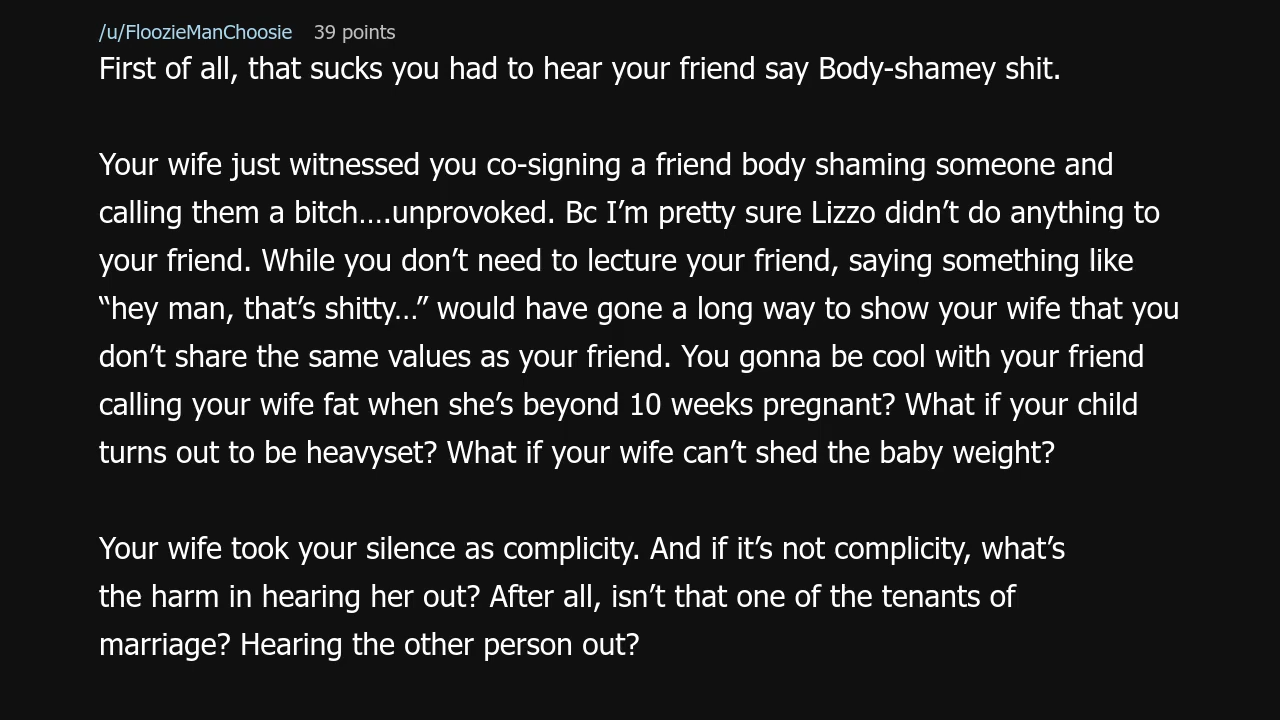 /u/FloozieManChoosie 39 points
First of all, that sucks you had to hear your friend say Body-shamey shit.
Your wife just witnessed you co-signing a friend body shaming someone and
calling them a bitch….unprovoked. Bc I’m pretty sure Lizzo didn’t do anything to
your friend. While you don’t need to lecture your friend, saying something like
“hey man, that’s shitty…” would have gone a long way to show your wife that you
don’t share the same values as your friend. You gonna be cool with your friend
calling your wife fat when she’s beyond 10 weeks pregnant? What if your child
turns out to be heavyset? What if your wife can’t shed the baby weight?
Your wife took your silence as complicity. And if it’s not complicity, what’s
the harm in hearing her out? After all, isn’t that one of the tenants of
marriage? Hearing the other person out?